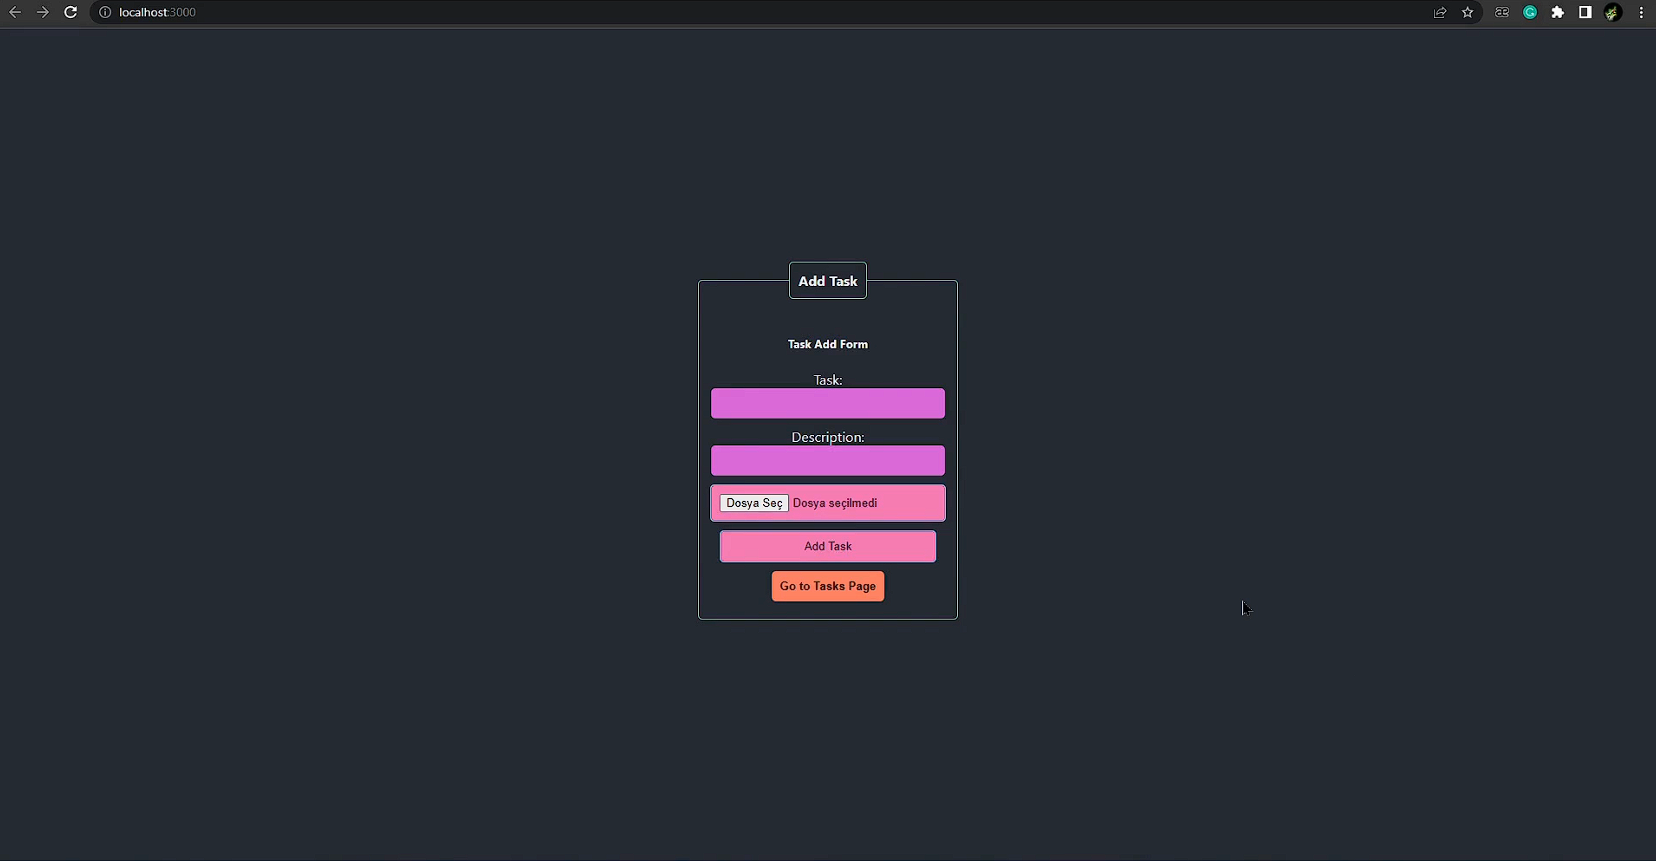 localhost:3000
Add Task
Task Add Form
Task:
Description:
Dosya Seç Dosya seçilmedi
Add Task
Go to Tasks Page